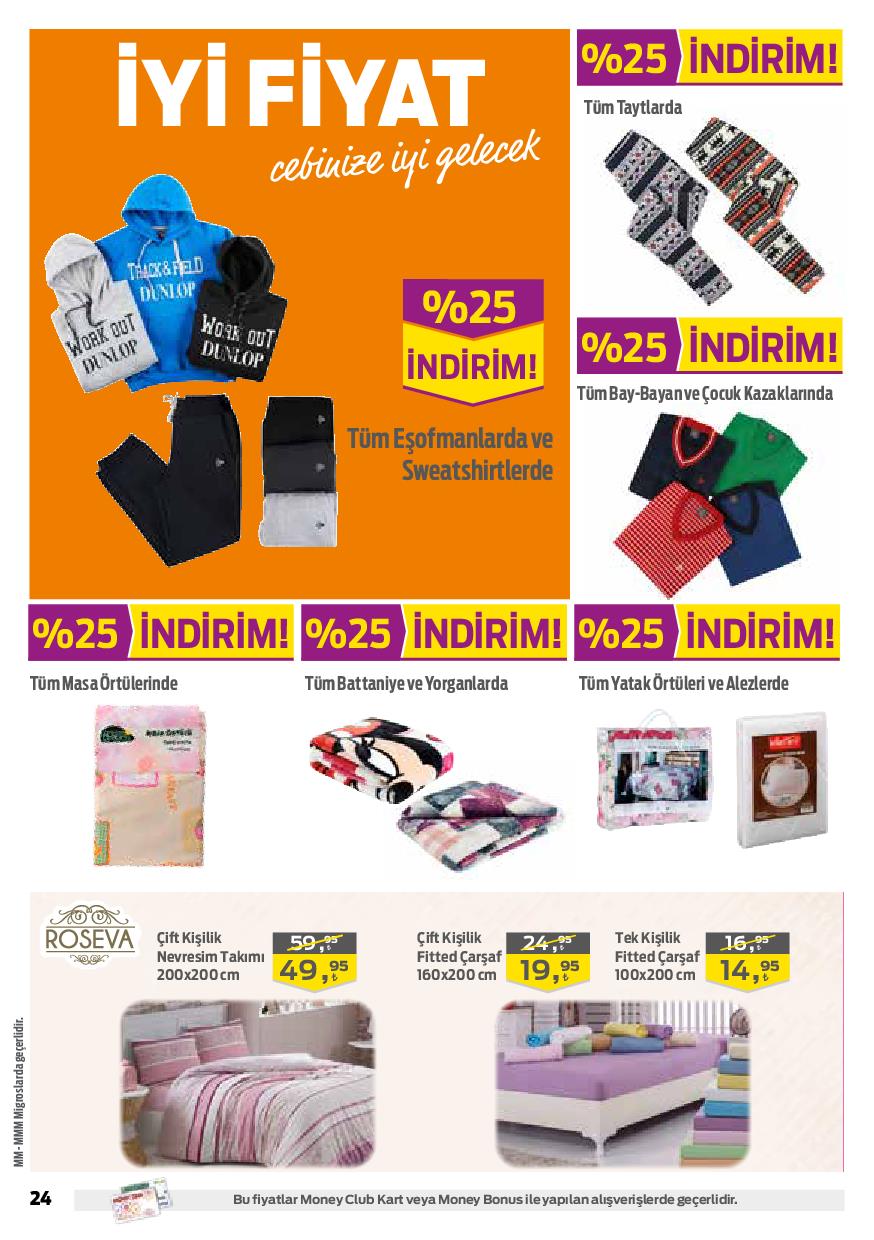 İYİ FİYAT
cebinize iyi gelecek
TRACK & FIELD
DUNLOP
WORK OUT
DUNLOP
WORK OUT
DUNLOP
%25
İNDİRİM!
Tüm Eşofmanlarda ve
Sweatshirtlerde
%25 İNDİRİM!
Tüm Taytlarda
%25 İNDİRİM!
Tüm Bay-Bayan ve Çocuk Kazaklarında
%25 İNDİRİM!
Tüm Masa Örtülerinde
%25 İNDİRİM!
Tüm Battaniye ve Yorganlarda
%25 İNDİRİM!
Tüm Yatak Örtüleri ve Alezlerde
ROSEVA
Çift Kişilik
Nevresim Takımı
200x200 cm
59,95
49,95 ₺
Çift Kişilik
Fitted Çarşaf
160x200 cm
24,95
19,95 ₺
Tek Kişilik
Fitted Çarşaf
100x200 cm
16,95
14,95 ₺
MM - MMM Migroslarda geçerlidir.
24
Bu fiyatlar Money Club Kart veya Money Bonus ile yapılan alışverişlerde geçerlidir.